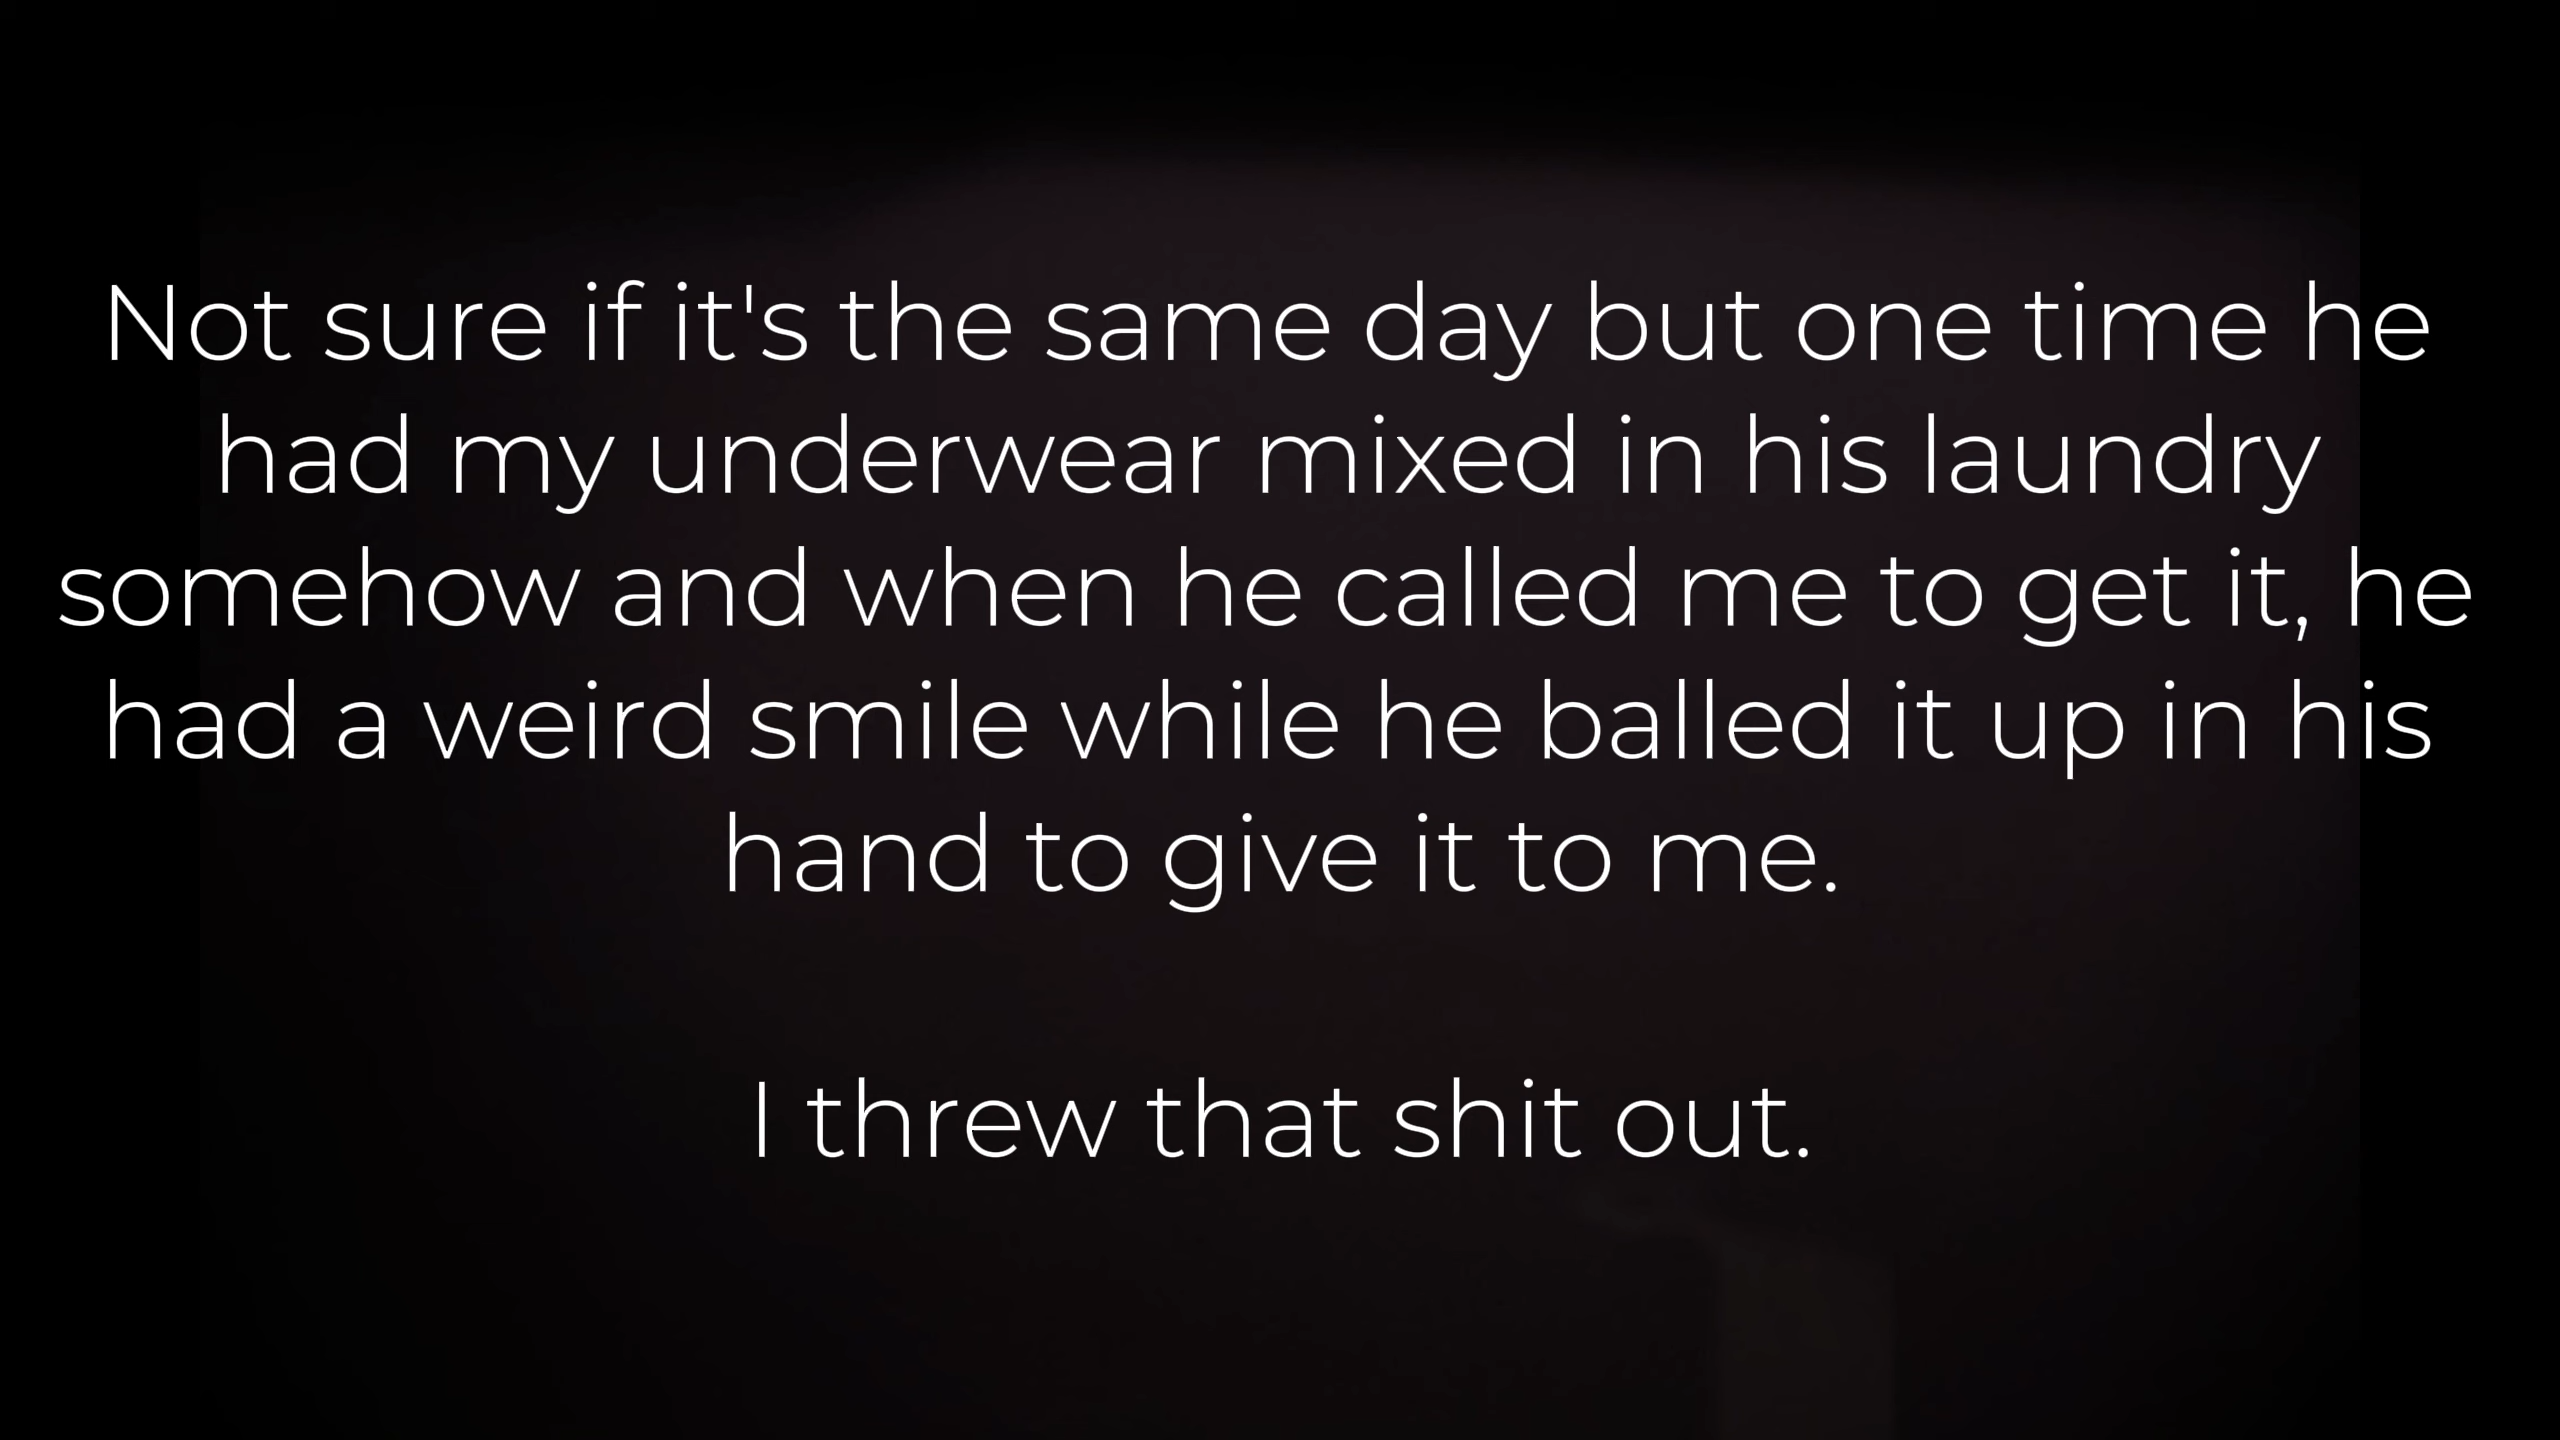 Not sure if it's the same day but one time he
had my underwear mixed in his laundry
somehow and when he called me to get it, he
had a weird smile while he balled it up in his
hand to give it to me.
I threw that shit out.